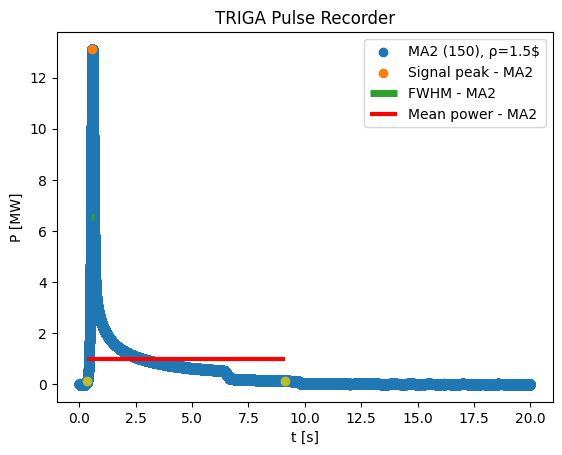 TRIGA Pulse Recorder
MA2 (150), ρ=1.5$
Signal peak - MA2
FWHM - MA2
Mean power - MA2
P [MW]
12
10
8
6
4
2
0
0.0 2.5 5.0 7.5 10.0 12.5 15.0 17.5 20.0
t [s]